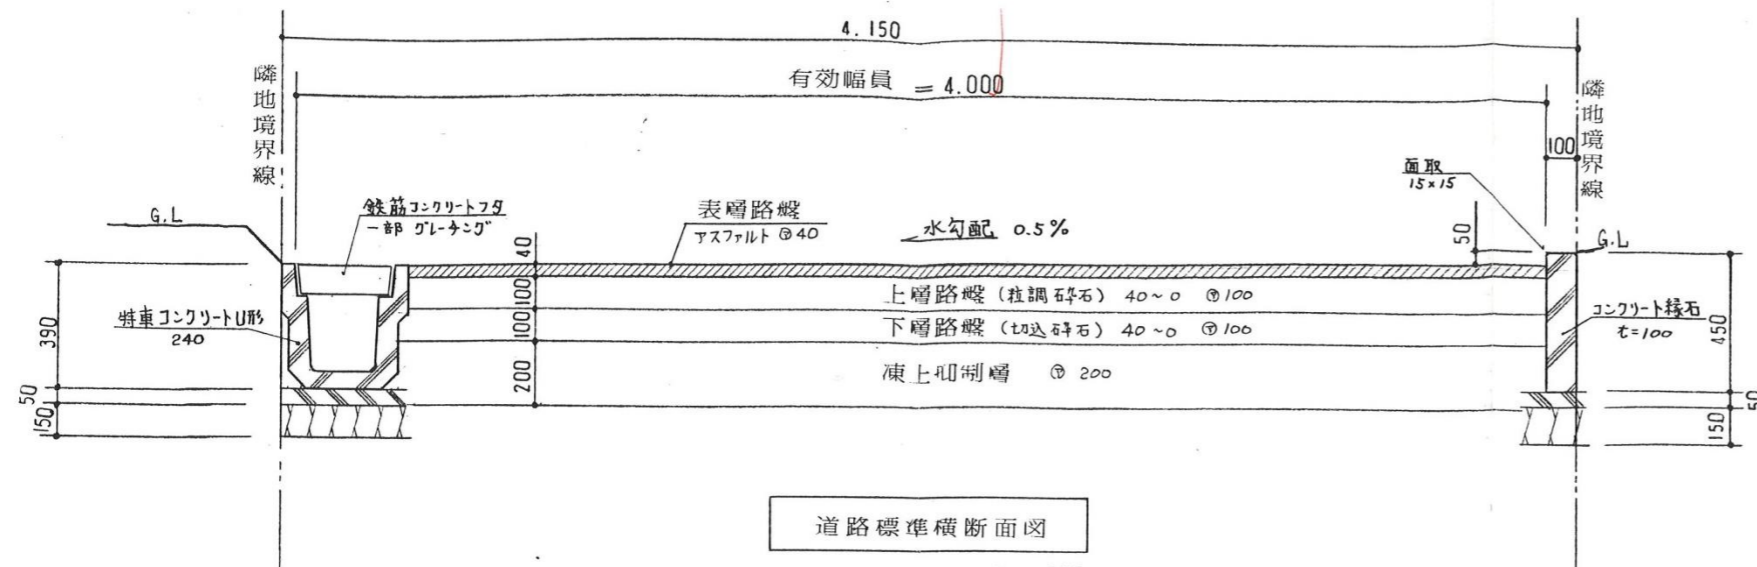 4.150
有効幅員 = 4.000
隣地境界線
隣地境界線
100
面取
15×15
G.L
鉄筋コンクリートフタ
一部 グレーチング
表層路盤
アスファルト ⓣ40
水勾配 0.5%
50
G.L
40
100
100
200
上層路盤 (粒調砕石) 40~0 ⓣ100
下層路盤 (切込砕石) 40~0 ⓣ100
凍上抑制層 ⓣ 200
特車コンクリートU形
240
390
50
150
コンクリート縁石
t=100
450
50
150
道路標準横断面図